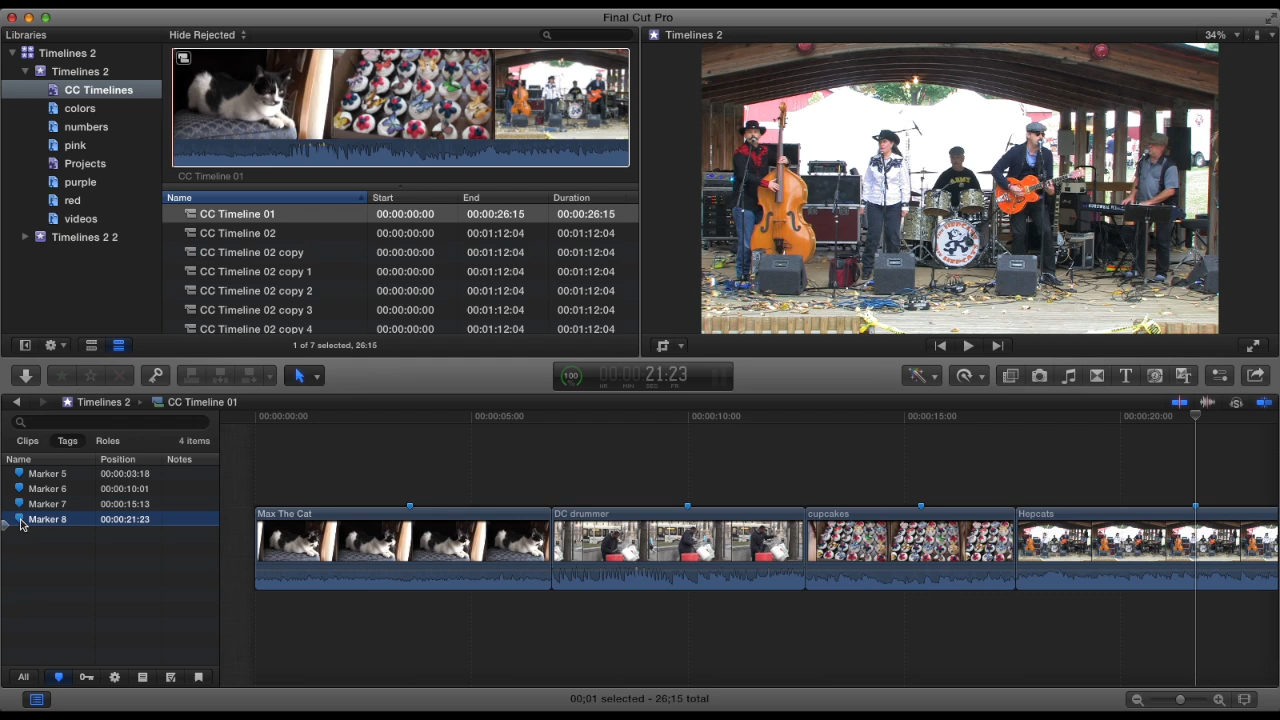 Final Cut Pro
Libraries
Hide Rejected
Timelines 2
34%
Timelines 2
Timelines 2
CC Timelines
colors
numbers
pink
Projects
purple
red
videos
Timelines 2 2
CC Timeline 01
Name Start End Duration
CC Timeline 01 00:00:00:00 00:00:26:15 00:00:26:15
CC Timeline 02 00:00:00:00 00:01:12:04 00:01:12:04
CC Timeline 02 copy 00:00:00:00 00:01:12:04 00:01:12:04
CC Timeline 02 copy 1 00:00:00:00 00:01:12:04 00:01:12:04
CC Timeline 02 copy 2 00:00:00:00 00:01:12:04 00:01:12:04
CC Timeline 02 copy 3 00:00:00:00 00:01:12:04 00:01:12:04
CC Timeline 02 copy 4 00:00:00:00 00:01:12:04 00:01:12:04
1 of 7 selected, 26:15
ARMY
HEPCATS
100 00:00:21:23
HR MIN SEC FR
Timelines 2 CC Timeline 01
Clips Tags Roles 4 items
Name Position Notes
Marker 5 00:00:03:18
Marker 6 00:00:10:01
Marker 7 00:00:15:13
Marker 8 00:00:21:23
00:00:00:00 00:00:05:00 00:00:10:00 00:00:15:00 00:00:20:00
Max The Cat DC drummer cupcakes Hepcats
All
00;01 selected - 26;15 total